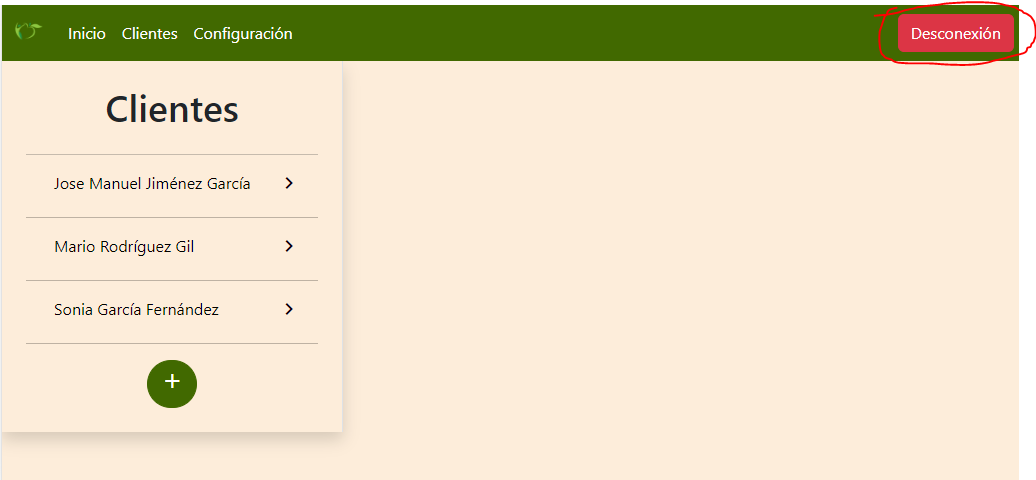 Inicio Clientes Configuración Desconexión
Clientes
Jose Manuel Jiménez García
Mario Rodríguez Gil
Sonia García Fernández
+